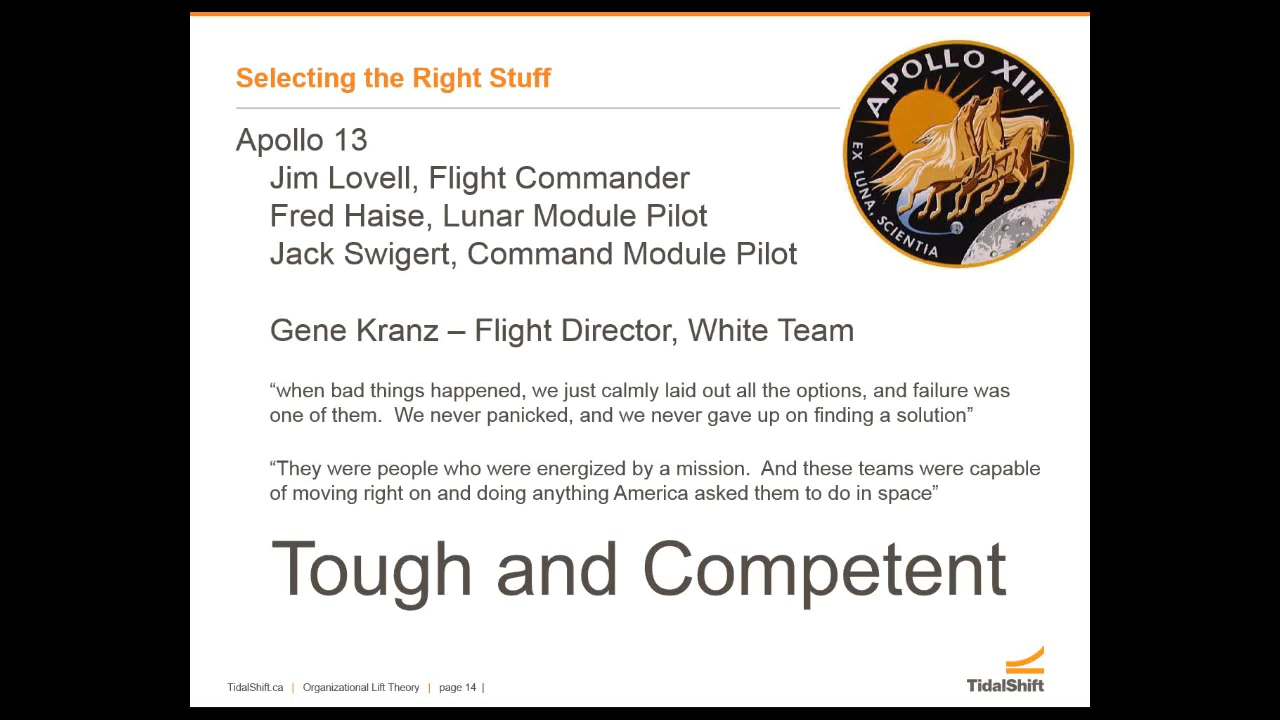 Selecting the Right Stuff
APOLLO XIII
EX LUNA, SCIENTIA
Apollo 13
Jim Lovell, Flight Commander
Fred Haise, Lunar Module Pilot
Jack Swigert, Command Module Pilot
Gene Kranz – Flight Director, White Team
“when bad things happened, we just calmly laid out all the options, and failure was
one of them.  We never panicked, and we never gave up on finding a solution”
“They were people who were energized by a mission.  And these teams were capable
of moving right on and doing anything America asked them to do in space”
Tough and Competent
TidalShift.ca | Organizational Lift Theory | page 14 |
TidalShift